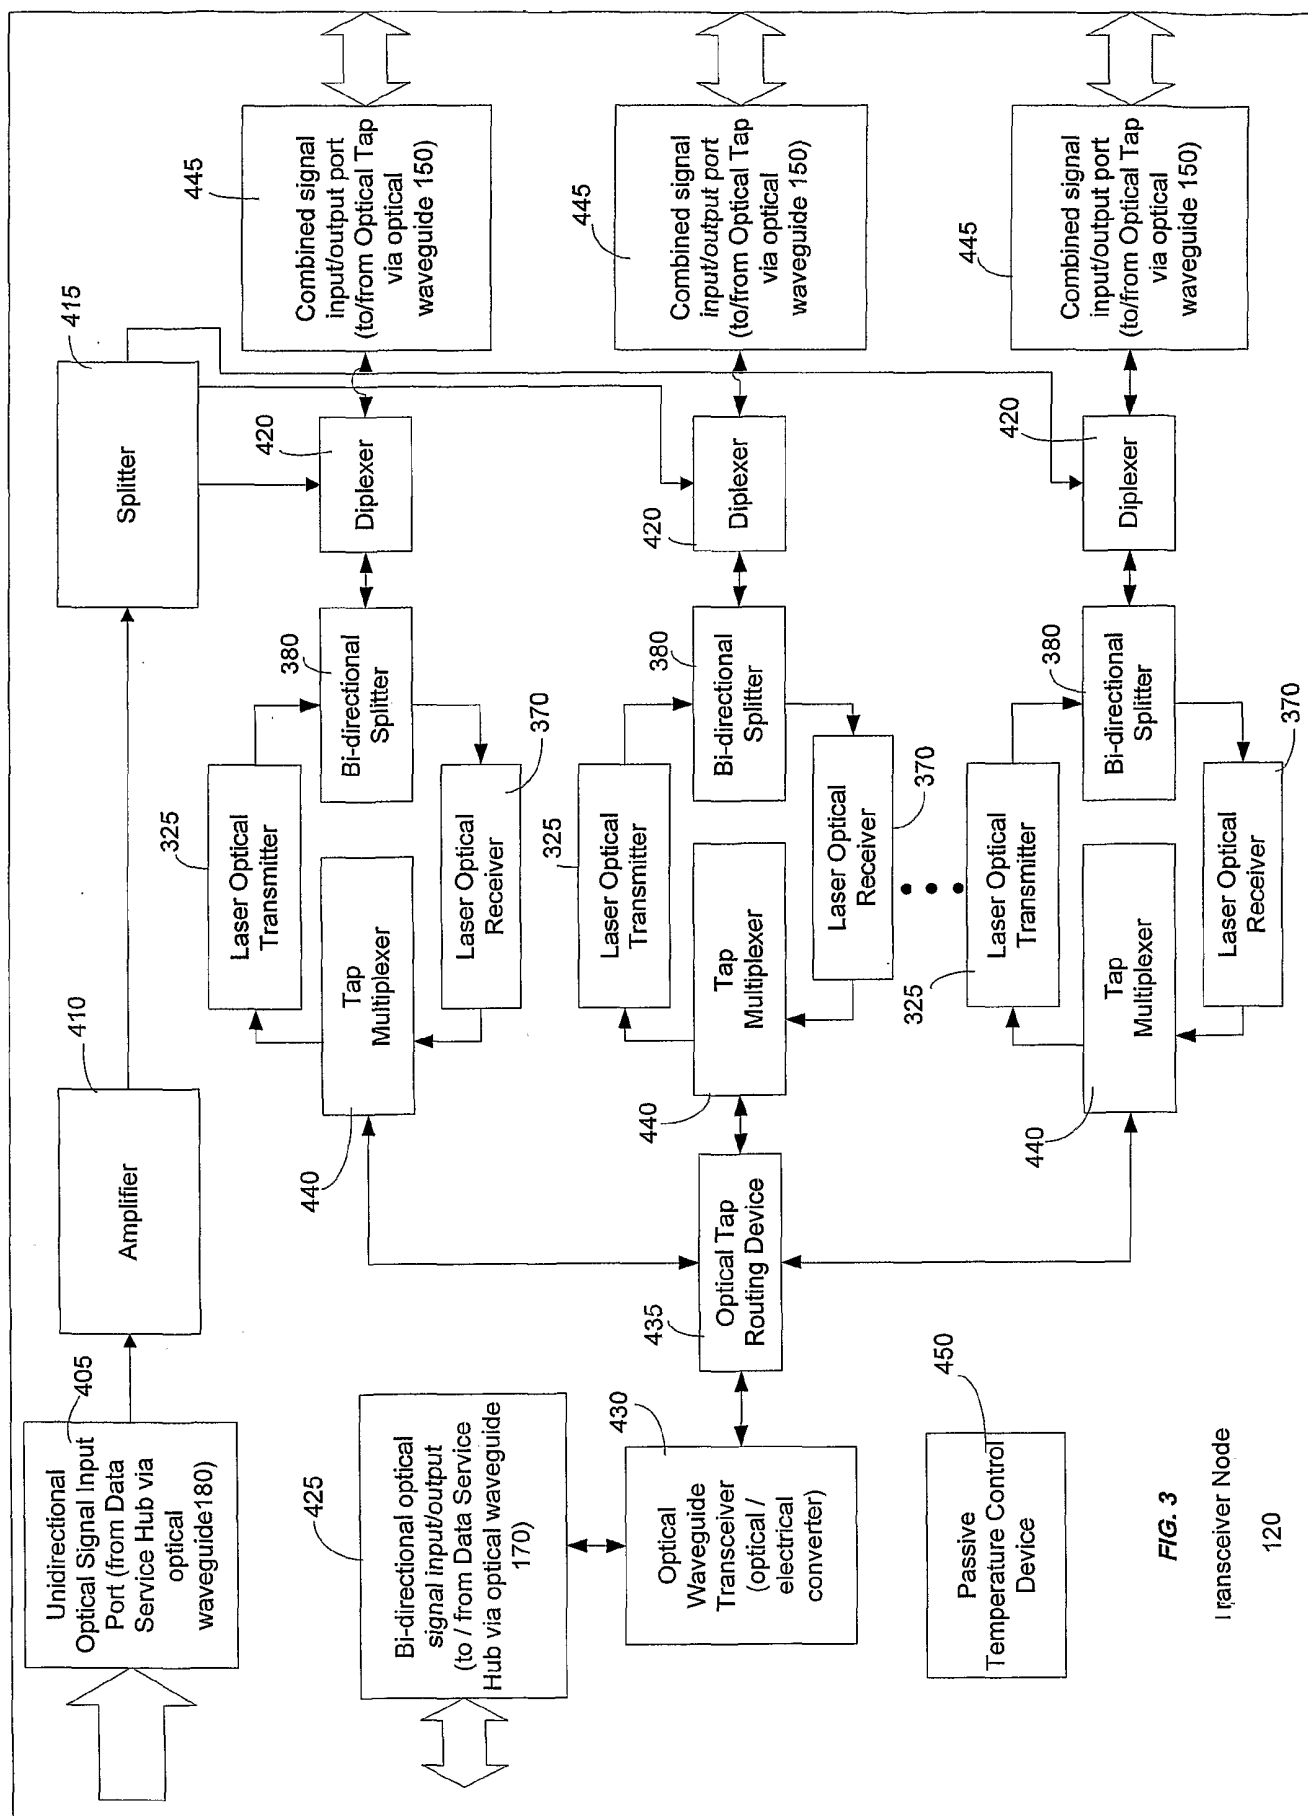 Unidirectional
Optical Signal Input
Port (from Data
Service Hub via
optical
waveguide180)
405
Amplifier
410
Splitter
415
Bi-directional optical
signal input/output
(to / from Data Service
Hub via optical waveguide
170)
425
Optical
Waveguide
Transceiver
(optical /
electrical
converter)
430
Optical Tap
Routing Device
435
Passive
Temperature Control
Device
450
Tap
Multiplexer
440
Laser Optical
Transmitter
325
Laser Optical
Receiver
370
Bi-directional
Splitter
380
Diplexer
420
Combined signal
input/output port
(to/from Optical Tap
via optical
waveguide 150)
445
Tap
Multiplexer
440
Laser Optical
Transmitter
325
Laser Optical
Receiver
370
Bi-directional
Splitter
380
Diplexer
420
Combined signal
input/output port
(to/from Optical Tap
via optical
waveguide 150)
445
Tap
Multiplexer
440
Laser Optical
Transmitter
325
Laser Optical
Receiver
370
Bi-directional
Splitter
380
Diplexer
420
Combined signal
input/output port
(to/from Optical Tap
via optical
waveguide 150)
445
FIG. 3
Transceiver Node
120